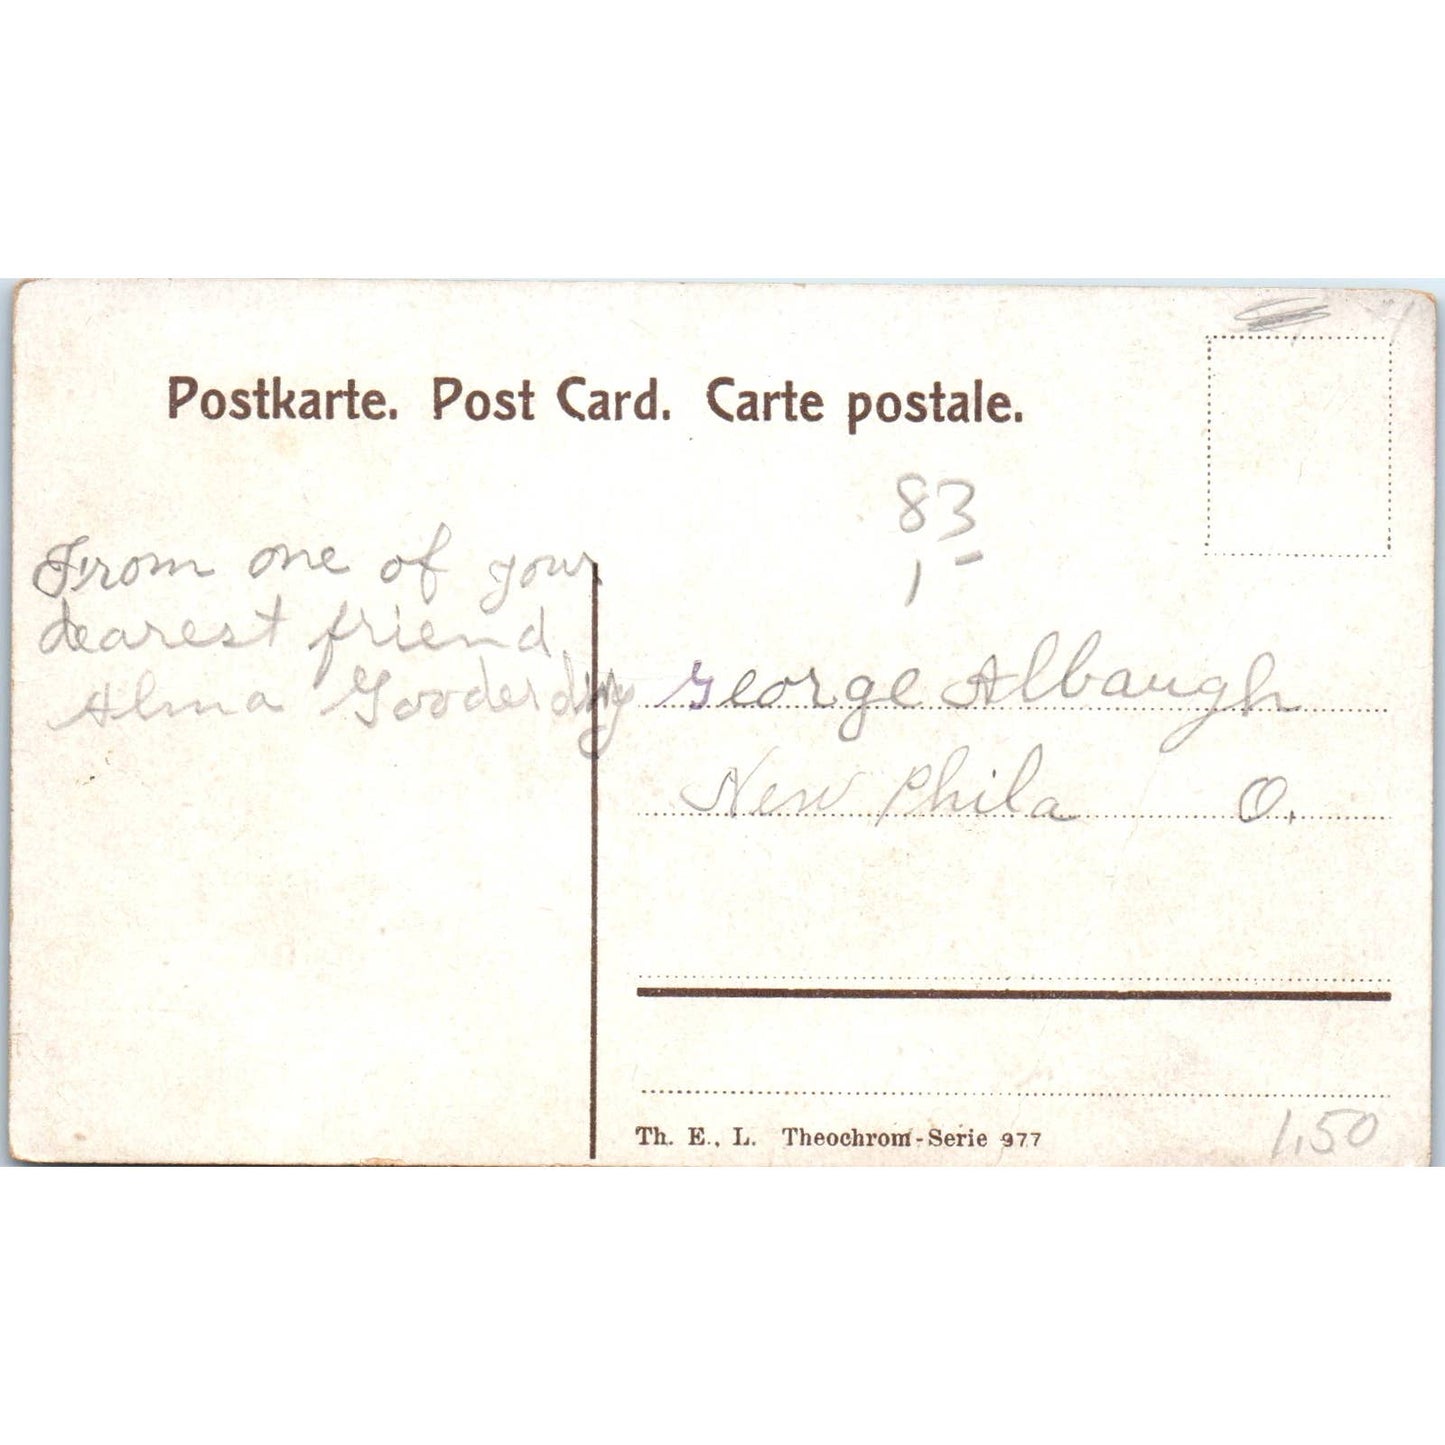 Postkarte. Post Card. Carte postale.
83
1 -
From one of your
dearest friend,
Alma
George Albaugh
New Phila O.
Th. E., L. Theochrom-Serie 977
1.50